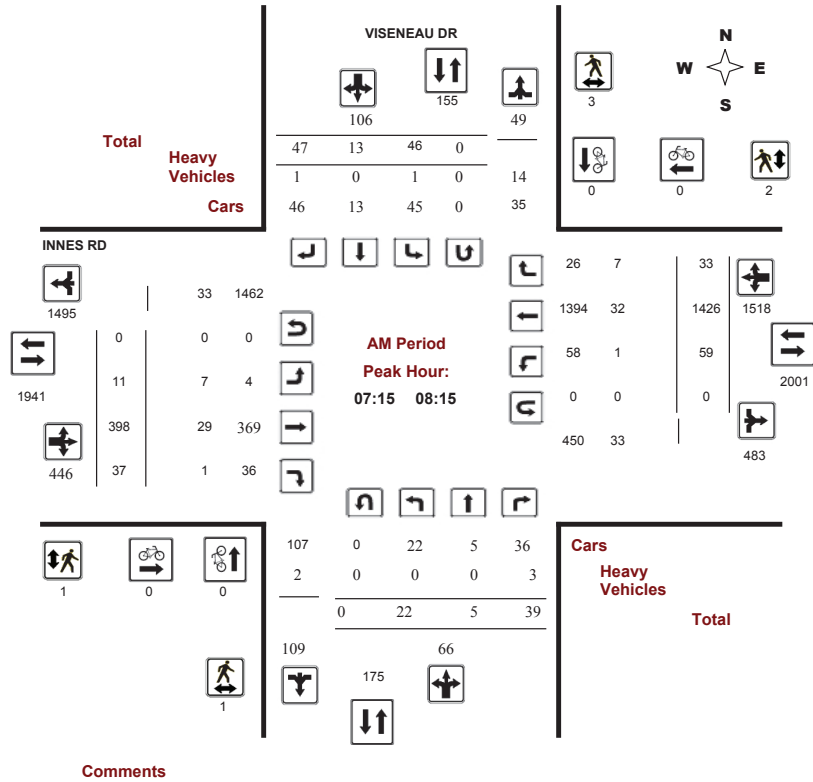 VISENEAU DR
N
W E
S
155
3
106 49
Total 47 13 46 0
Heavy
Vehicles 1 0 1 0 14
Cars 46 13 45 0 35
0 0 2
INNES RD
26 7 33
33 1462
1495
1394 32 1426 1518
0 0 0
AM Period
58 1 59
Peak Hour:
11 7 4
2001
1941
07:15 08:15
0 0 0
398 29 369
450 33
483
446 37 1 36
107 0 22 5 36 Cars
2 0 0 0 3 Heavy
Vehicles
1 0 0
0 22 5 39 Total
109 66
175
1
Comments